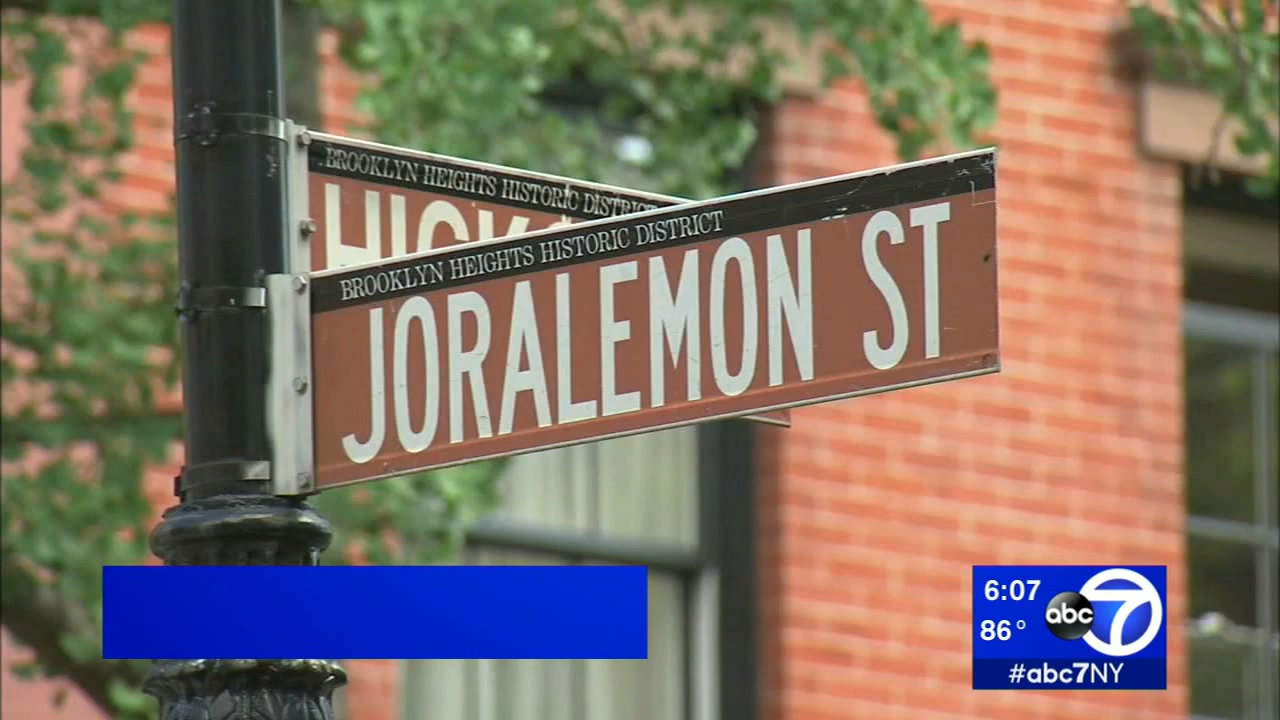 BROOKLYN HEIGHTS HISTORIC DISTRICT
BROOKLYN HEIGHTS HISTORIC DISTRICT
JORALEMON ST
6:07
86°
abc 7
#abc7NY